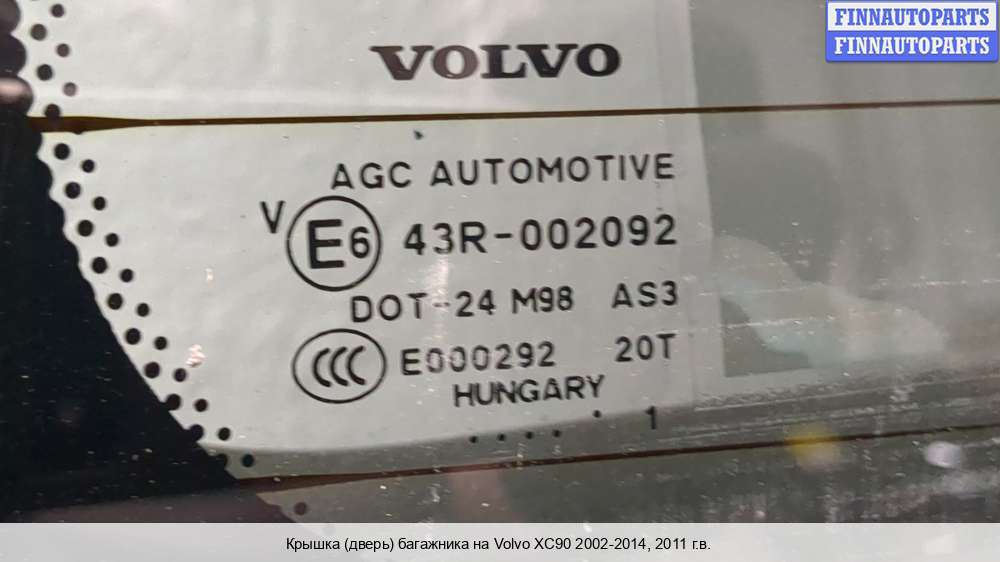 FINNAUTOPARTS
FINNAUTOPARTS
VOLVO
AGC AUTOMOTIVE
V E6 43R-002092
DOT-24 M98 AS3
CCC E000292 20T
HUNGARY
.... . 1
Крышка (дверь) багажника на Volvo XC90 2002-2014, 2011 г.в.